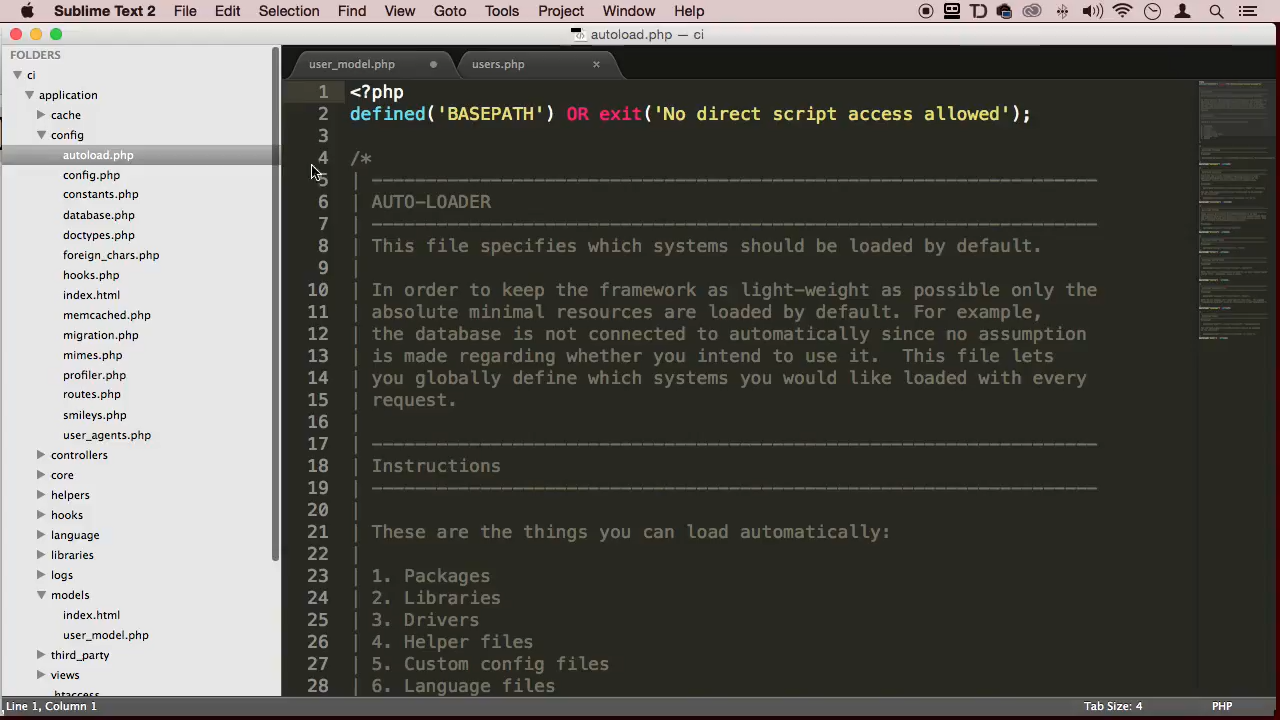 Sublime Text 2 File Edit Selection Find View Goto Tools Project Window Help
autoload.php — ci
FOLDERS
ci
application
cache
config
autoload.php
config.php
constants.php
database.php
doctypes.php
foreign_chars.php
hooks.php
index.html
memcached.php
migration.php
mimes.php
profiler.php
routes.php
smileys.php
user_agents.php
controllers
core
helpers
hooks
language
libraries
logs
models
index.html
user_model.php
third_party
views
.htaccess
user_model.php users.php
1 <?php
2 defined('BASEPATH') OR exit('No direct script access allowed');
3
4 /*
5 | -------------------------------------------------------------------
6 | AUTO-LOADER
7 | -------------------------------------------------------------------
8 | This file specifies which systems should be loaded by default.
9 |
10 | In order to keep the framework as light-weight as possible only the
11 | absolute minimal resources are loaded by default. For example,
12 | the database is not connected to automatically since no assumption
13 | is made regarding whether you intend to use it.  This file lets
14 | you globally define which systems you would like loaded with every
15 | request.
16 |
17 | -------------------------------------------------------------------
18 | Instructions
19 | -------------------------------------------------------------------
20 |
21 | These are the things you can load automatically:
22 |
23 | 1. Packages
24 | 2. Libraries
25 | 3. Drivers
26 | 4. Helper files
27 | 5. Custom config files
28 | 6. Language files
Line 1, Column 1 Tab Size: 4 PHP